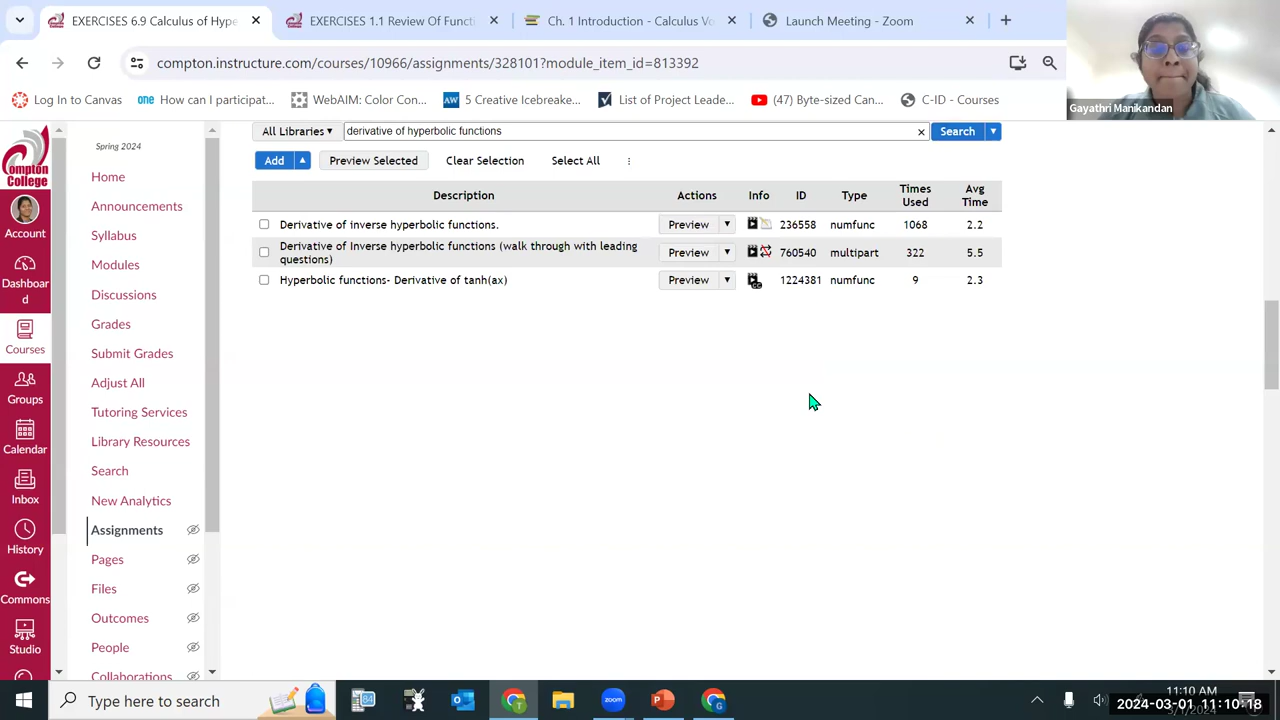 EXERCISES 6.9 Calculus of Hype
EXERCISES 1.1 Review Of Functi
Ch. 1 Introduction - Calculus Vo
Launch Meeting - Zoom
compton.instructure.com/courses/10966/assignments/328101?module_item_id=813392
Gayathri Manikandan
Log In to Canvas
one How can I participat...
WebAIM: Color Con...
AW 5 Creative Icebreake...
List of Project Leade...
(47) Byte-sized Can...
C-ID - Courses
Compton
College
Account
Dashboar
d
Courses
Groups
Calendar
Inbox
History
Commons
Studio
Spring 2024
Home
Announcements
Syllabus
Modules
Discussions
Grades
Submit Grades
Adjust All
Tutoring Services
Library Resources
Search
New Analytics
Assignments
Pages
Files
Outcomes
People
Collaborations
All Libraries derivative of hyperbolic functions Search
Add Preview Selected Clear Selection Select All
Description Actions Info ID Type Times Used Avg Time
Derivative of inverse hyperbolic functions. Preview 236558 numfunc 1068 2.2
Derivative of Inverse hyperbolic functions (walk through with leading
questions) Preview 760540 multipart 322 5.5
Hyperbolic functions- Derivative of tanh(ax) Preview CC 1224381 numfunc 9 2.3
Type here to search
11:10 AM
2024-03-01 11:10:18